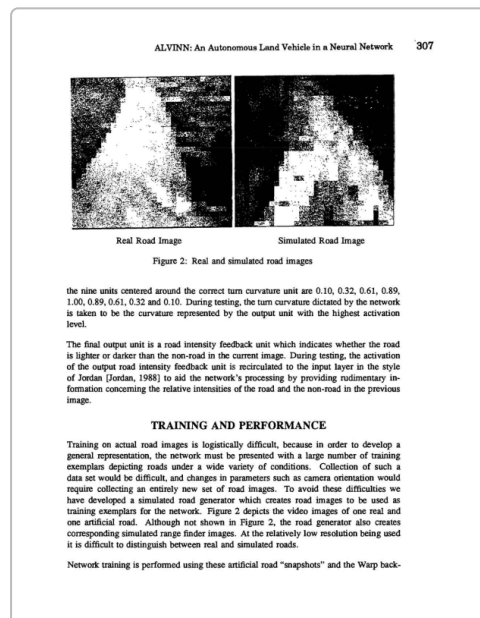 ALVINN: An Autonomous Land Vehicle in a Neural Network 307
Real Road Image Simulated Road Image
Figure 2: Real and simulated road images
the nine units centered around the correct turn curvature unit are 0.10, 0.32, 0.61, 0.89,
1.00, 0.89, 0.61, 0.32 and 0.10. During testing, the turn curvature dictated by the network
is taken to be the curvature represented by the output unit with the highest activation
level.
The final output unit is a road intensity feedback unit which indicates whether the road
is lighter or darker than the non-road in the current image. During testing, the activation
of the output road intensity feedback unit is recirculated to the input layer in the style
of Jordan [Jordan, 1988] to aid the network's processing by providing rudimentary in-
formation concerning the relative intensities of the road and the non-road in the previous
image.
TRAINING AND PERFORMANCE
Training on actual road images is logistically difficult, because in order to develop a
general representation, the network must be presented with a large number of training
exemplars depicting roads under a wide variety of conditions. Collection of such a
data set would be difficult, and changes in parameters such as camera orientation would
require collecting an entirely new set of road images. To avoid these difficulties we
have developed a simulated road generator which creates road images to be used as
training exemplars for the network. Figure 2 depicts the video images of one real and
one artificial road. Although not shown in Figure 2, the road generator also creates
corresponding simulated range finder images. At the relatively low resolution being used
it is difficult to distinguish between real and simulated roads.
Network training is performed using these artificial road "snapshots" and the Warp back-